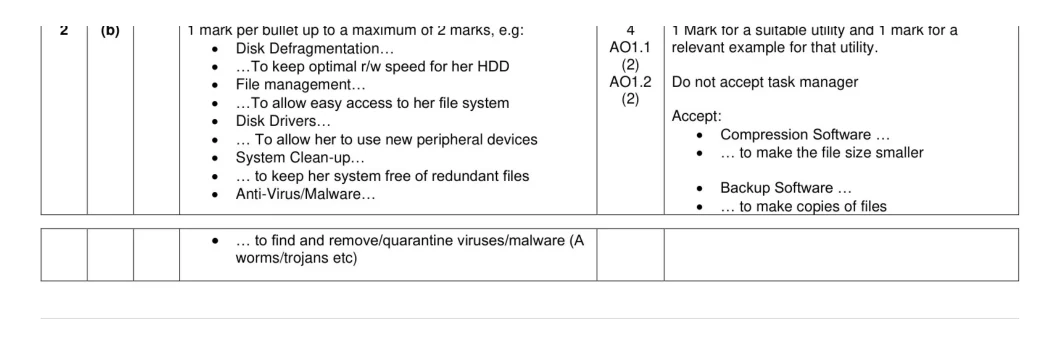 2 (b) 1 mark per bullet up to a maximum of 2 marks, e.g:
• Disk Defragmentation…
• …To keep optimal r/w speed for her HDD
• File management…
• …To allow easy access to her file system
• Disk Drivers…
• … To allow her to use new peripheral devices
• System Clean-up…
• … to keep her system free of redundant files
• Anti-Virus/Malware…
4
AO1.1
(2)
AO1.2
(2)
1 Mark for a suitable utility and 1 mark for a
relevant example for that utility.
Do not accept task manager
Accept:
• Compression Software …
• … to make the file size smaller
• Backup Software …
• … to make copies of files
• … to find and remove/quarantine viruses/malware (A
worms/trojans etc)